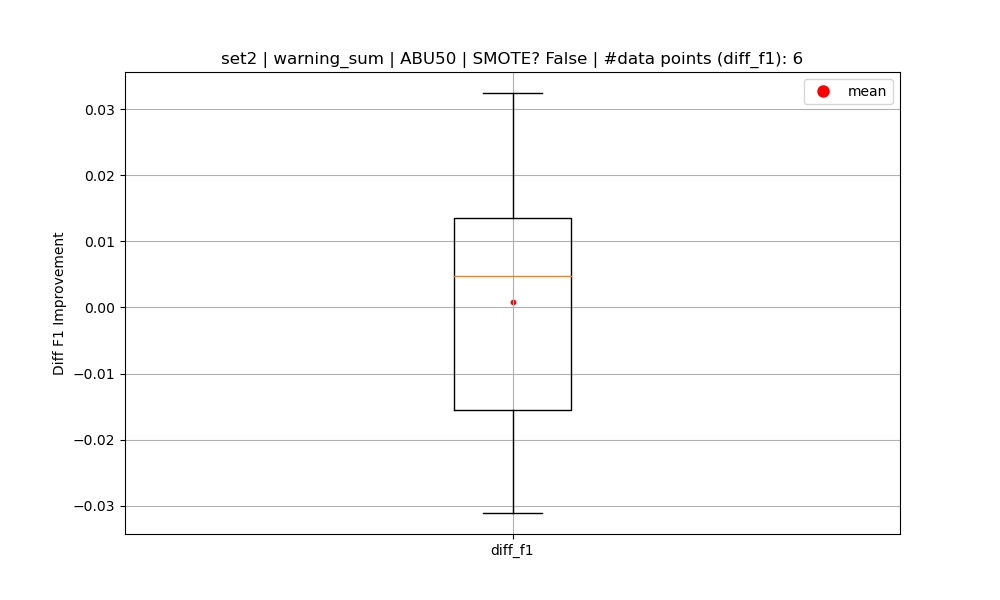 set2 | warning_sum | ABU50 | SMOTE? False | #data points (diff_f1): 6
mean
0.03
0.02
0.01
0.00
−0.01
−0.02
−0.03
Diff F1 Improvement
diff_f1